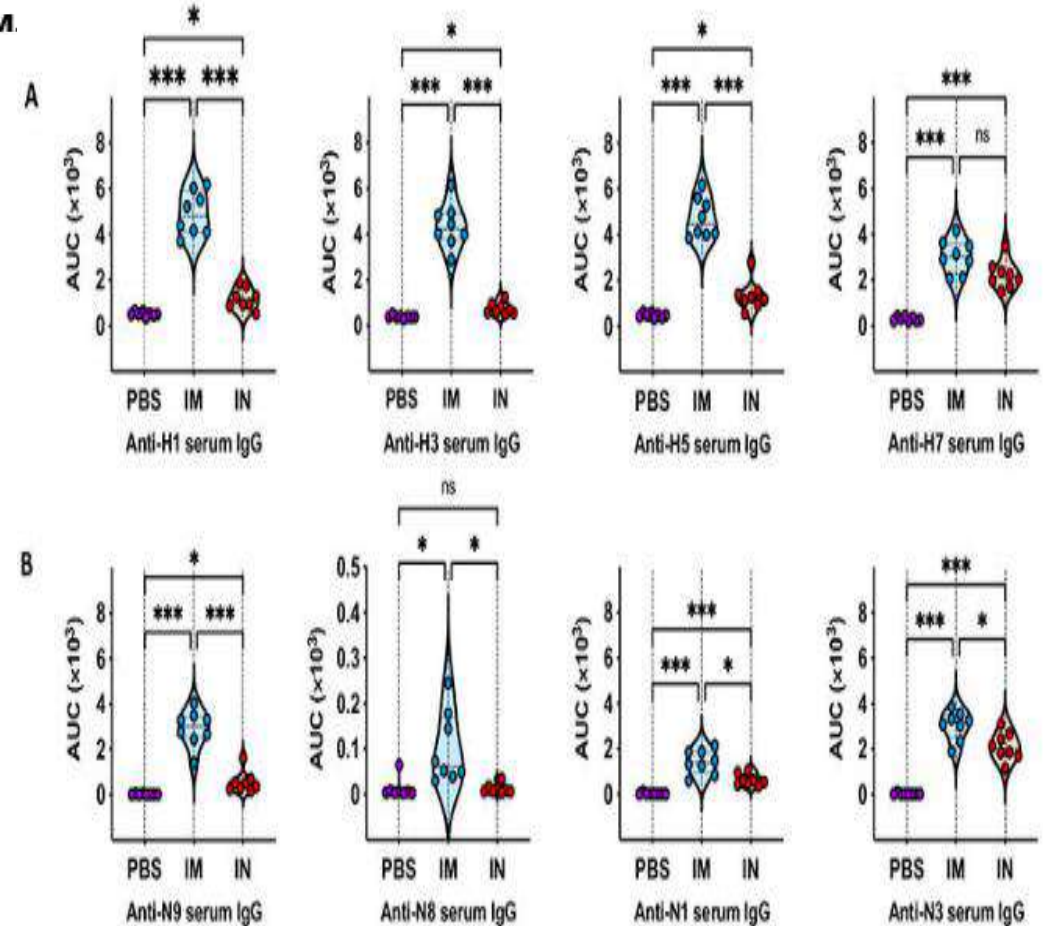 M.
A
*
*** ***
AUC (×10³)
8
6
4
2
0
PBS IM IN
Anti-H1 serum IgG
*
*** ***
AUC (×10³)
8
6
4
2
0
PBS IM IN
Anti-H3 serum IgG
*
*** ***
AUC (×10³)
8
6
4
2
0
PBS IM IN
Anti-H5 serum IgG
***
*** ns
AUC (×10³)
8
6
4
2
0
PBS IM IN
Anti-H7 serum IgG
B
*
*** ***
AUC (×10³)
8
6
4
2
0
PBS IM IN
Anti-N9 serum IgG
ns
* *
AUC (×10³)
0.5
0.4
0.3
0.2
0.1
0
PBS IM IN
Anti-N8 serum IgG
***
*** *
AUC (×10³)
8
6
4
2
0
PBS IM IN
Anti-N1 serum IgG
***
*** *
AUC (×10³)
8
6
4
2
0
PBS IM IN
Anti-N3 serum IgG